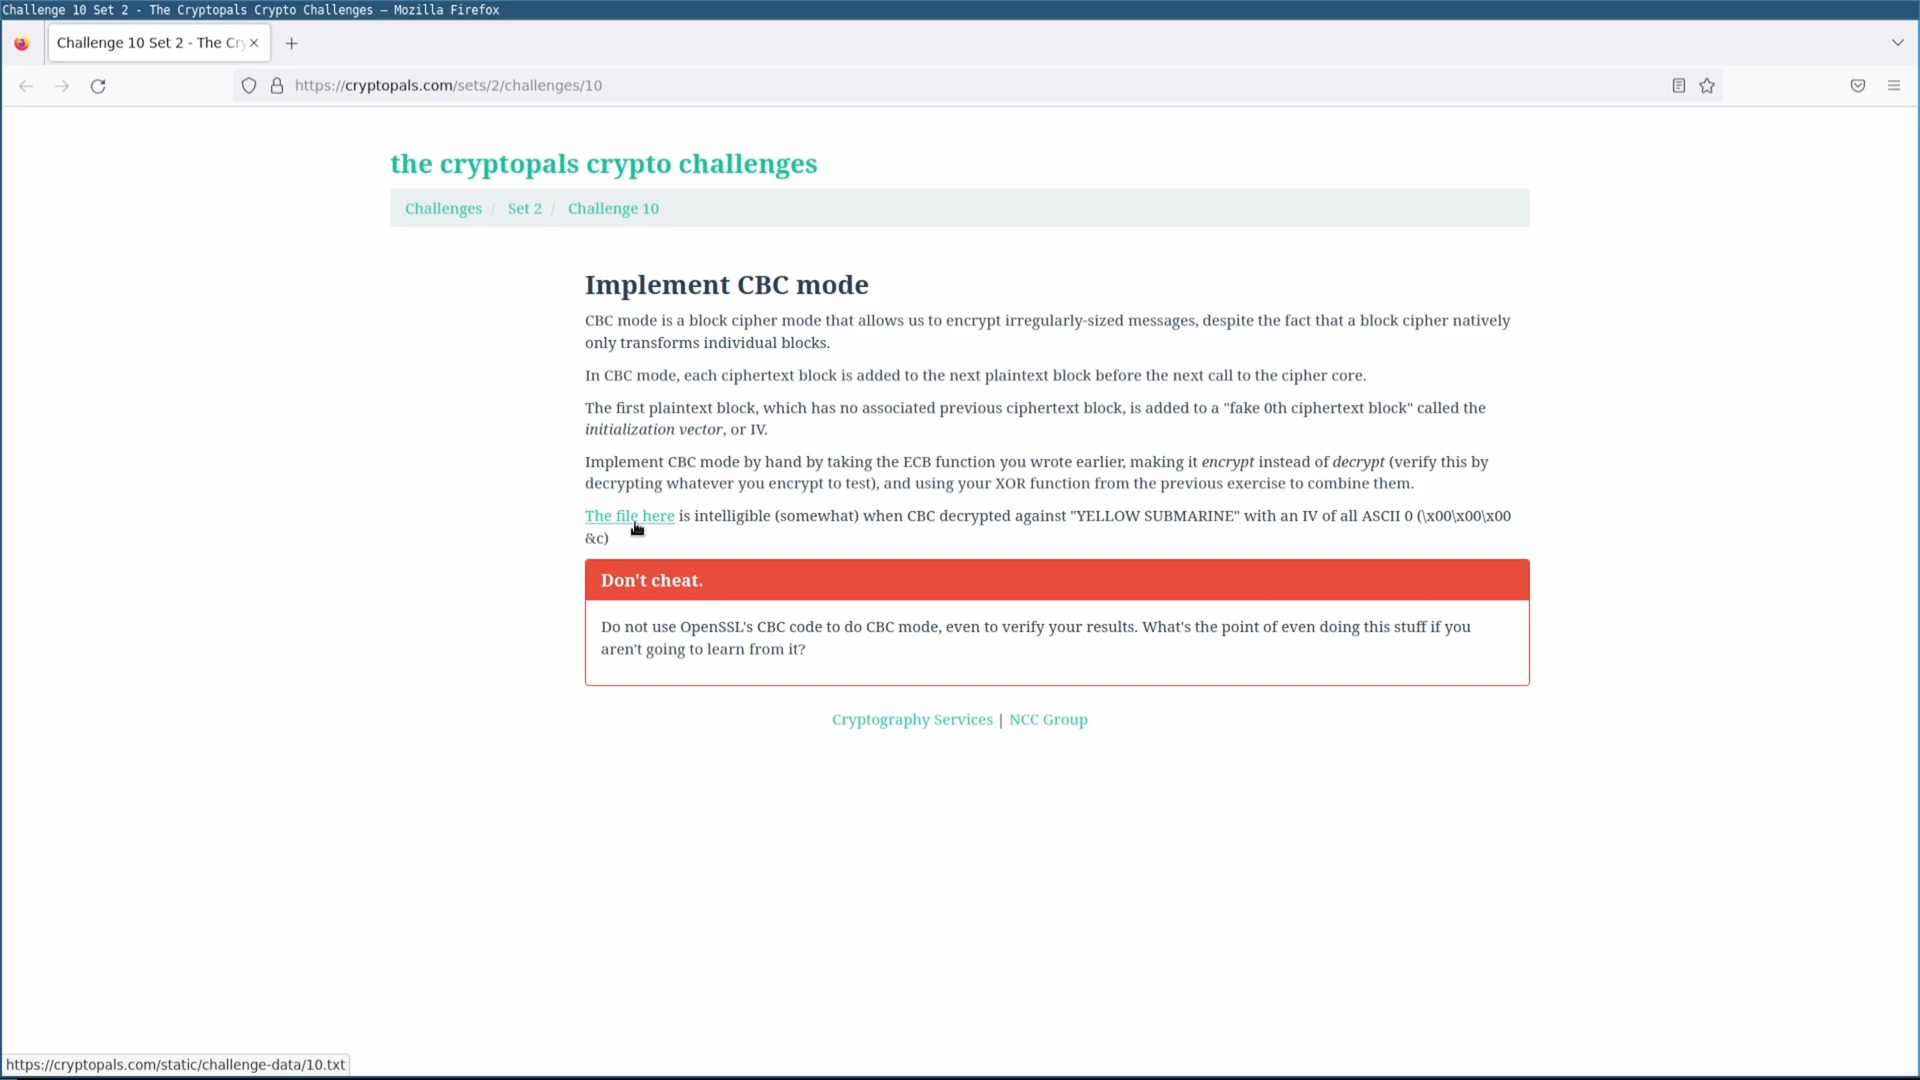 Challenge 10 Set 2 - The Cryptopals Crypto Challenges — Mozilla Firefox
Challenge 10 Set 2 - The Cry
https://cryptopals.com/sets/2/challenges/10
the cryptopals crypto challenges
Challenges / Set 2 / Challenge 10
Implement CBC mode
CBC mode is a block cipher mode that allows us to encrypt irregularly-sized messages, despite the fact that a block cipher natively
only transforms individual blocks.
In CBC mode, each ciphertext block is added to the next plaintext block before the next call to the cipher core.
The first plaintext block, which has no associated previous ciphertext block, is added to a "fake 0th ciphertext block" called the
initialization vector, or IV.
Implement CBC mode by hand by taking the ECB function you wrote earlier, making it encrypt instead of decrypt (verify this by
decrypting whatever you encrypt to test), and using your XOR function from the previous exercise to combine them.
The file here is intelligible (somewhat) when CBC decrypted against "YELLOW SUBMARINE" with an IV of all ASCII 0 (\x00\x00\x00
&c)
Don't cheat.
Do not use OpenSSL's CBC code to do CBC mode, even to verify your results. What's the point of even doing this stuff if you
aren't going to learn from it?
Cryptography Services | NCC Group
https://cryptopals.com/static/challenge-data/10.txt